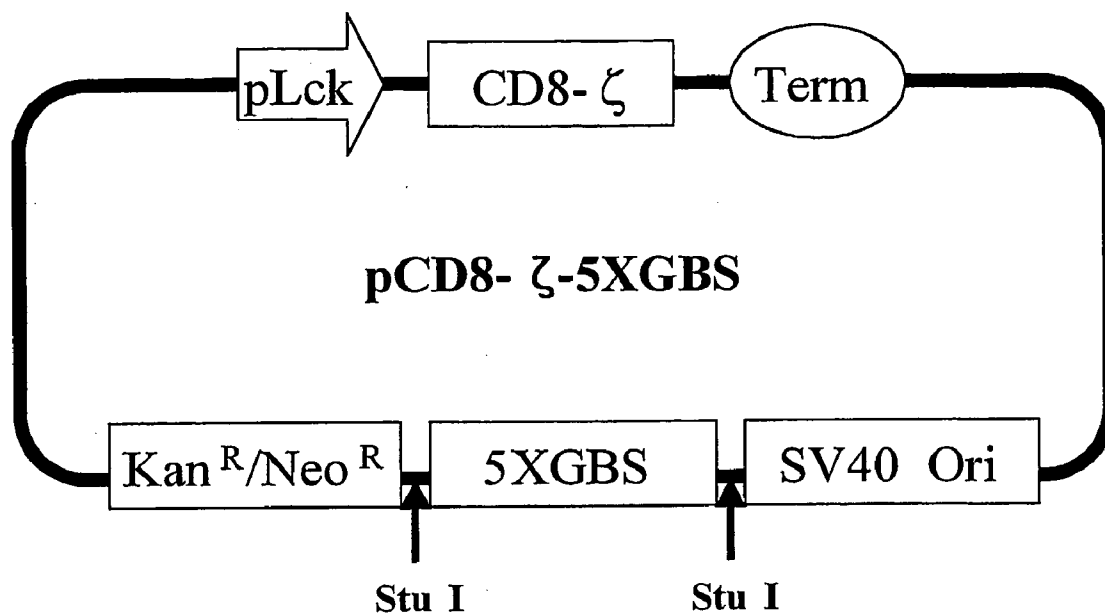 pLck
CD8- ζ
Term
pCD8- ζ-5XGBS
Kan R/Neo R
5XGBS
SV40 Ori
Stu I
Stu I